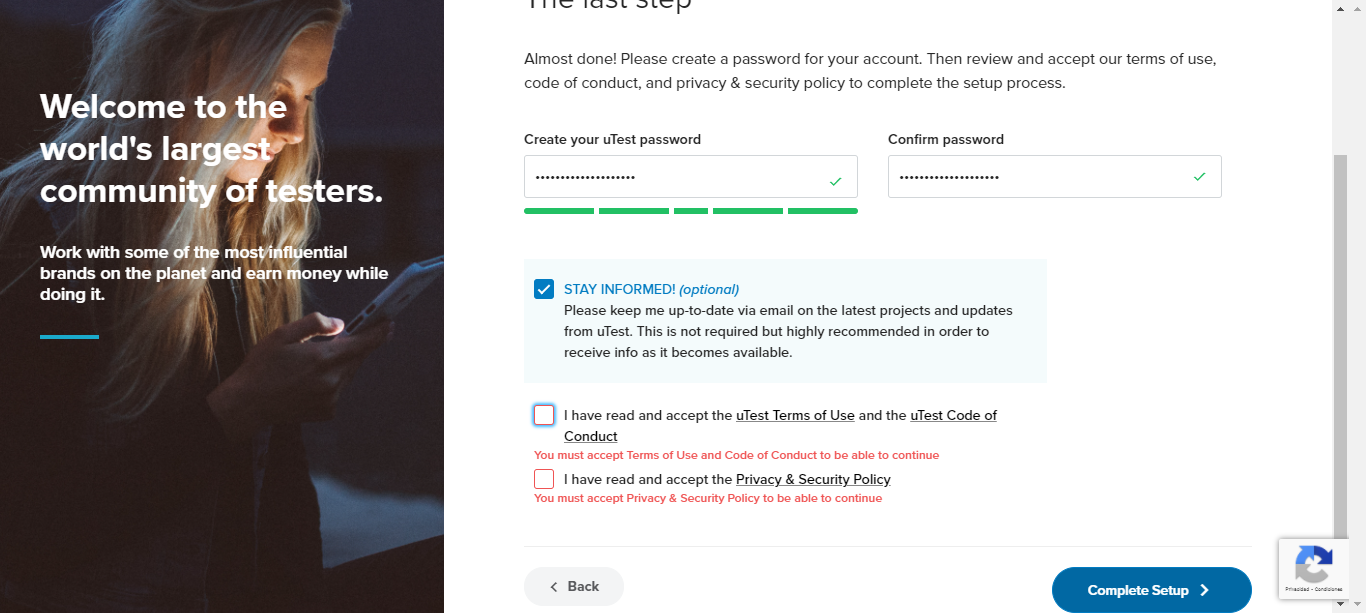 The last step
Welcome to the
world's largest
community of testers.
Work with some of the most influential
brands on the planet and earn money while
doing it.
Almost done! Please create a password for your account. Then review and accept our terms of use,
code of conduct, and privacy & security policy to complete the setup process.
Create your uTest password
Confirm password
••••••••••••••••••••
••••••••••••••••••••
STAY INFORMED! (optional)
Please keep me up-to-date via email on the latest projects and updates
from uTest. This is not required but highly recommended in order to
receive info as it becomes available.
I have read and accept the uTest Terms of Use and the uTest Code of
Conduct
You must accept Terms of Use and Code of Conduct to be able to continue
I have read and accept the Privacy & Security Policy
You must accept Privacy & Security Policy to be able to continue
Back
Complete Setup
Privacidad - Condiciones